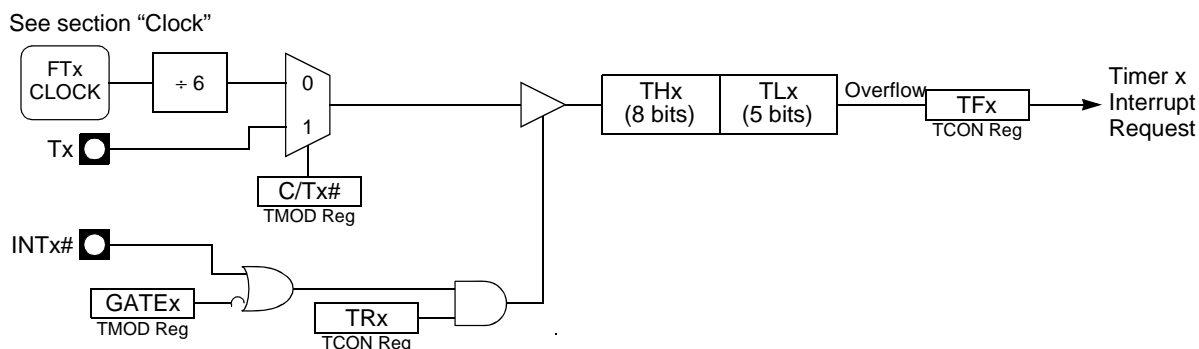 See section “Clock”
FTx
CLOCK
÷ 6
0
1
Tx
C/Tx#
TMOD Reg
THx
(8 bits)
TLx
(5 bits)
Overflow
TFx
TCON Reg
Timer x
Interrupt
Request
INTx#
GATEx
TMOD Reg
TRx
TCON Reg